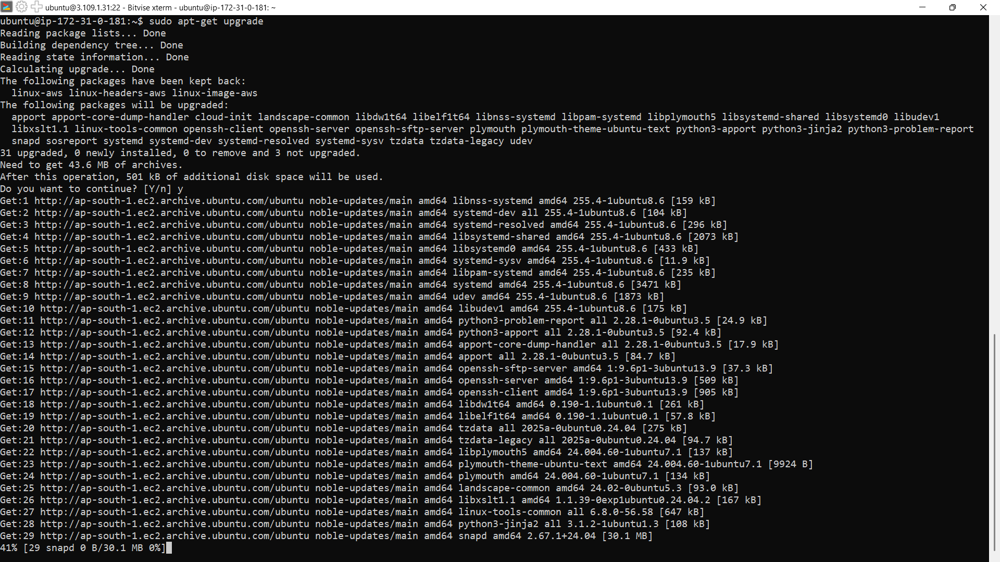 ubuntu@3.109.1.31:22 - Bitvise xterm - ubuntu@ip-172-31-0-181: ~
ubuntu@ip-172-31-0-181:~$ sudo apt-get upgrade
Reading package lists... Done
Building dependency tree... Done
Reading state information... Done
Calculating upgrade... Done
The following packages have been kept back:
  linux-aws linux-headers-aws linux-image-aws
The following packages will be upgraded:
  apport apport-core-dump-handler cloud-init landscape-common libdw1t64 libelf1t64 libnss-systemd libpam-systemd libplymouth5 libsystemd-shared libsystemd0 libudev1
  libxslt1.1 linux-tools-common openssh-client openssh-server openssh-sftp-server plymouth plymouth-theme-ubuntu-text python3-apport python3-jinja2 python3-problem-report
  snapd sosreport systemd systemd-dev systemd-resolved systemd-sysv tzdata tzdata-legacy udev
31 upgraded, 0 newly installed, 0 to remove and 3 not upgraded.
Need to get 43.6 MB of archives.
After this operation, 501 kB of additional disk space will be used.
Do you want to continue? [Y/n] y
Get:1 http://ap-south-1.ec2.archive.ubuntu.com/ubuntu noble-updates/main amd64 libnss-systemd amd64 255.4-1ubuntu8.6 [159 kB]
Get:2 http://ap-south-1.ec2.archive.ubuntu.com/ubuntu noble-updates/main amd64 systemd-dev all 255.4-1ubuntu8.6 [104 kB]
Get:3 http://ap-south-1.ec2.archive.ubuntu.com/ubuntu noble-updates/main amd64 systemd-resolved amd64 255.4-1ubuntu8.6 [296 kB]
Get:4 http://ap-south-1.ec2.archive.ubuntu.com/ubuntu noble-updates/main amd64 libsystemd-shared amd64 255.4-1ubuntu8.6 [2073 kB]
Get:5 http://ap-south-1.ec2.archive.ubuntu.com/ubuntu noble-updates/main amd64 libsystemd0 amd64 255.4-1ubuntu8.6 [433 kB]
Get:6 http://ap-south-1.ec2.archive.ubuntu.com/ubuntu noble-updates/main amd64 systemd-sysv amd64 255.4-1ubuntu8.6 [11.9 kB]
Get:7 http://ap-south-1.ec2.archive.ubuntu.com/ubuntu noble-updates/main amd64 libpam-systemd amd64 255.4-1ubuntu8.6 [235 kB]
Get:8 http://ap-south-1.ec2.archive.ubuntu.com/ubuntu noble-updates/main amd64 systemd amd64 255.4-1ubuntu8.6 [3471 kB]
Get:9 http://ap-south-1.ec2.archive.ubuntu.com/ubuntu noble-updates/main amd64 udev amd64 255.4-1ubuntu8.6 [1873 kB]
Get:10 http://ap-south-1.ec2.archive.ubuntu.com/ubuntu noble-updates/main amd64 libudev1 amd64 255.4-1ubuntu8.6 [175 kB]
Get:11 http://ap-south-1.ec2.archive.ubuntu.com/ubuntu noble-updates/main amd64 python3-problem-report all 2.28.1-0ubuntu3.5 [24.9 kB]
Get:12 http://ap-south-1.ec2.archive.ubuntu.com/ubuntu noble-updates/main amd64 python3-apport all 2.28.1-0ubuntu3.5 [92.4 kB]
Get:13 http://ap-south-1.ec2.archive.ubuntu.com/ubuntu noble-updates/main amd64 apport-core-dump-handler all 2.28.1-0ubuntu3.5 [17.9 kB]
Get:14 http://ap-south-1.ec2.archive.ubuntu.com/ubuntu noble-updates/main amd64 apport all 2.28.1-0ubuntu3.5 [84.7 kB]
Get:15 http://ap-south-1.ec2.archive.ubuntu.com/ubuntu noble-updates/main amd64 openssh-sftp-server amd64 1:9.6p1-3ubuntu13.9 [37.3 kB]
Get:16 http://ap-south-1.ec2.archive.ubuntu.com/ubuntu noble-updates/main amd64 openssh-server amd64 1:9.6p1-3ubuntu13.9 [509 kB]
Get:17 http://ap-south-1.ec2.archive.ubuntu.com/ubuntu noble-updates/main amd64 openssh-client amd64 1:9.6p1-3ubuntu13.9 [905 kB]
Get:18 http://ap-south-1.ec2.archive.ubuntu.com/ubuntu noble-updates/main amd64 libdw1t64 amd64 0.190-1.1ubuntu0.1 [261 kB]
Get:19 http://ap-south-1.ec2.archive.ubuntu.com/ubuntu noble-updates/main amd64 libelf1t64 amd64 0.190-1.1ubuntu0.1 [57.8 kB]
Get:20 http://ap-south-1.ec2.archive.ubuntu.com/ubuntu noble-updates/main amd64 tzdata all 2025a-0ubuntu0.24.04 [275 kB]
Get:21 http://ap-south-1.ec2.archive.ubuntu.com/ubuntu noble-updates/main amd64 tzdata-legacy all 2025a-0ubuntu0.24.04 [94.7 kB]
Get:22 http://ap-south-1.ec2.archive.ubuntu.com/ubuntu noble-updates/main amd64 libplymouth5 amd64 24.004.60-1ubuntu7.1 [137 kB]
Get:23 http://ap-south-1.ec2.archive.ubuntu.com/ubuntu noble-updates/main amd64 plymouth-theme-ubuntu-text amd64 24.004.60-1ubuntu7.1 [9924 B]
Get:24 http://ap-south-1.ec2.archive.ubuntu.com/ubuntu noble-updates/main amd64 plymouth amd64 24.004.60-1ubuntu7.1 [134 kB]
Get:25 http://ap-south-1.ec2.archive.ubuntu.com/ubuntu noble-updates/main amd64 landscape-common amd64 24.02-0ubuntu5.3 [93.0 kB]
Get:26 http://ap-south-1.ec2.archive.ubuntu.com/ubuntu noble-updates/main amd64 libxslt1.1 amd64 1.1.39-0exp1ubuntu0.24.04.2 [167 kB]
Get:27 http://ap-south-1.ec2.archive.ubuntu.com/ubuntu noble-updates/main amd64 linux-tools-common all 6.8.0-56.58 [647 kB]
Get:28 http://ap-south-1.ec2.archive.ubuntu.com/ubuntu noble-updates/main amd64 python3-jinja2 all 3.1.2-1ubuntu1.3 [108 kB]
Get:29 http://ap-south-1.ec2.archive.ubuntu.com/ubuntu noble-updates/main amd64 snapd amd64 2.67.1+24.04 [30.1 MB]
41% [29 snapd 0 B/30.1 MB 0%]